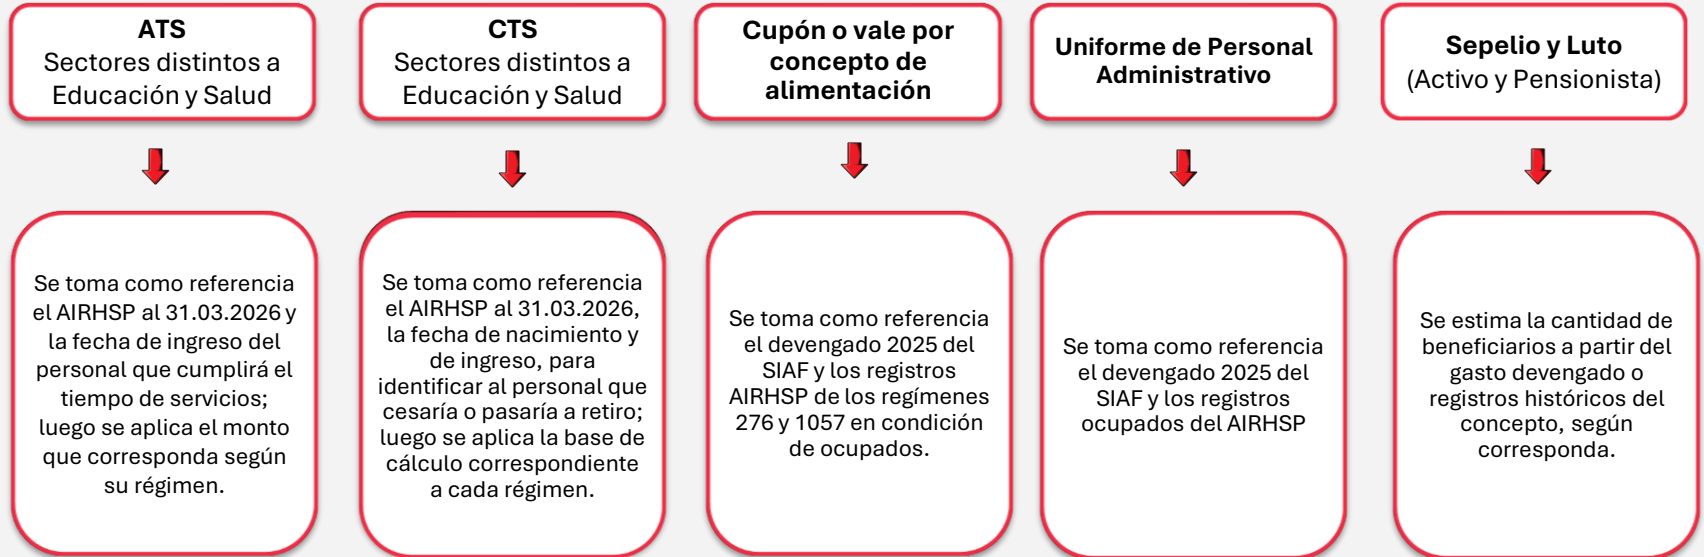 ATS
Sectores distintos a
Educación y Salud
CTS
Sectores distintos a
Educación y Salud
Cupón o vale por
concepto de
alimentación
Uniforme de Personal
Administrativo
Sepelio y Luto
(Activo y Pensionista)
Se toma como referencia
el AIRHSP al 31.03.2026 y
la fecha de ingreso del
personal que cumplirá el
tiempo de servicios;
luego se aplica el monto
que corresponda según
su régimen.
Se toma como referencia
el AIRHSP al 31.03.2026,
la fecha de nacimiento y
de ingreso, para
identificar al personal que
cesaría o pasaría a retiro;
luego se aplica la base de
cálculo correspondiente
a cada régimen.
Se toma como referencia
el devengado 2025 del
SIAF y los registros
AIRHSP de los regímenes
276 y 1057 en condición
de ocupados.
Se toma como referencia
el devengado 2025 del
SIAF y los registros
ocupados del AIRHSP
Se estima la cantidad de
beneficiarios a partir del
gasto devengado o
registros históricos del
concepto, según
corresponda.